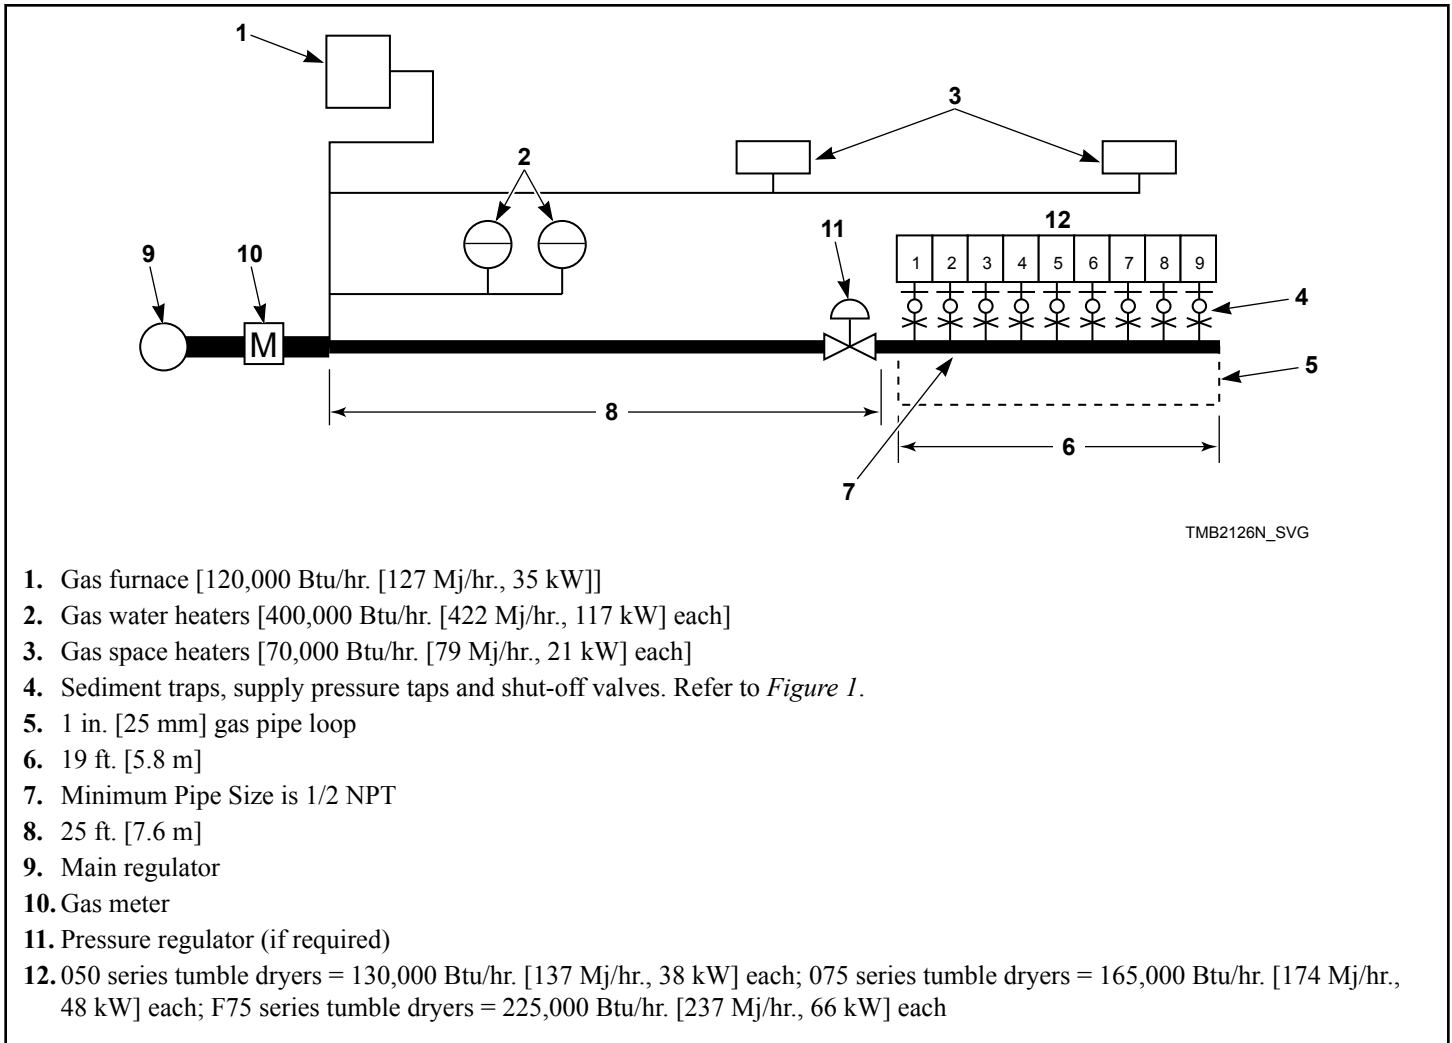 1
3
2
12
11
9
10
1 2 3 4 5 6 7 8 9
4
M
5
8
6
7
TMB2126N_SVG
1. Gas furnace [120,000 Btu/hr. [127 Mj/hr., 35 kW]]
2. Gas water heaters [400,000 Btu/hr. [422 Mj/hr., 117 kW] each]
3. Gas space heaters [70,000 Btu/hr. [79 Mj/hr., 21 kW] each]
4. Sediment traps, supply pressure taps and shut-off valves. Refer to Figure 1.
5. 1 in. [25 mm] gas pipe loop
6. 19 ft. [5.8 m]
7. Minimum Pipe Size is 1/2 NPT
8. 25 ft. [7.6 m]
9. Main regulator
10. Gas meter
11. Pressure regulator (if required)
12. 050 series tumble dryers = 130,000 Btu/hr. [137 Mj/hr., 38 kW] each; 075 series tumble dryers = 165,000 Btu/hr. [174 Mj/hr.,
48 kW] each; F75 series tumble dryers = 225,000 Btu/hr. [237 Mj/hr., 66 kW] each